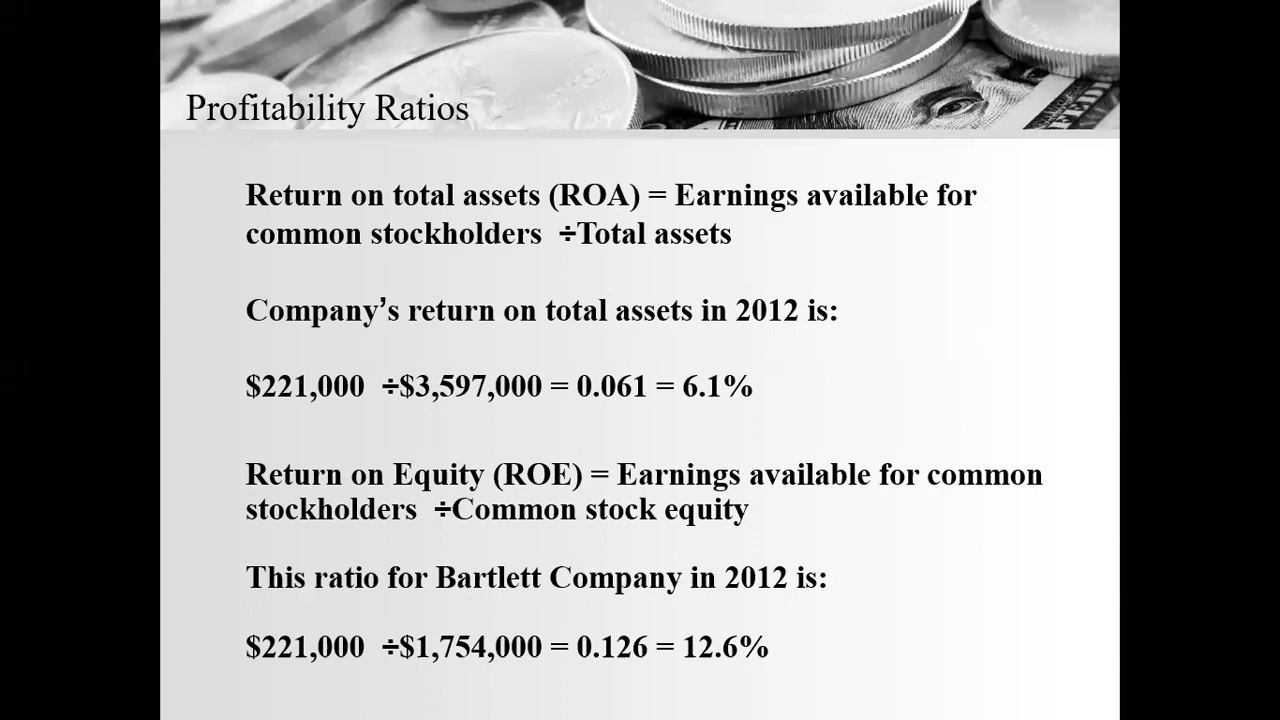 Profitability Ratios
Return on total assets (ROA) = Earnings available for
common stockholders ÷Total assets
Company’s return on total assets in 2012 is:
$221,000 ÷$3,597,000 = 0.061 = 6.1%
Return on Equity (ROE) = Earnings available for common
stockholders ÷Common stock equity
This ratio for Bartlett Company in 2012 is:
$221,000 ÷$1,754,000 = 0.126 = 12.6%